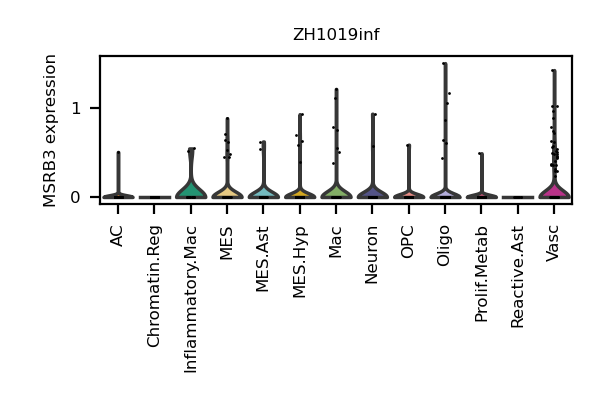 ZH1019inf
MSRB3 expression
1
0
AC
Chromatin.Reg
Inflammatory.Mac
MES
MES.Ast
MES.Hyp
Mac
Neuron
OPC
Oligo
Prolif.Metab
Reactive.Ast
Vasc